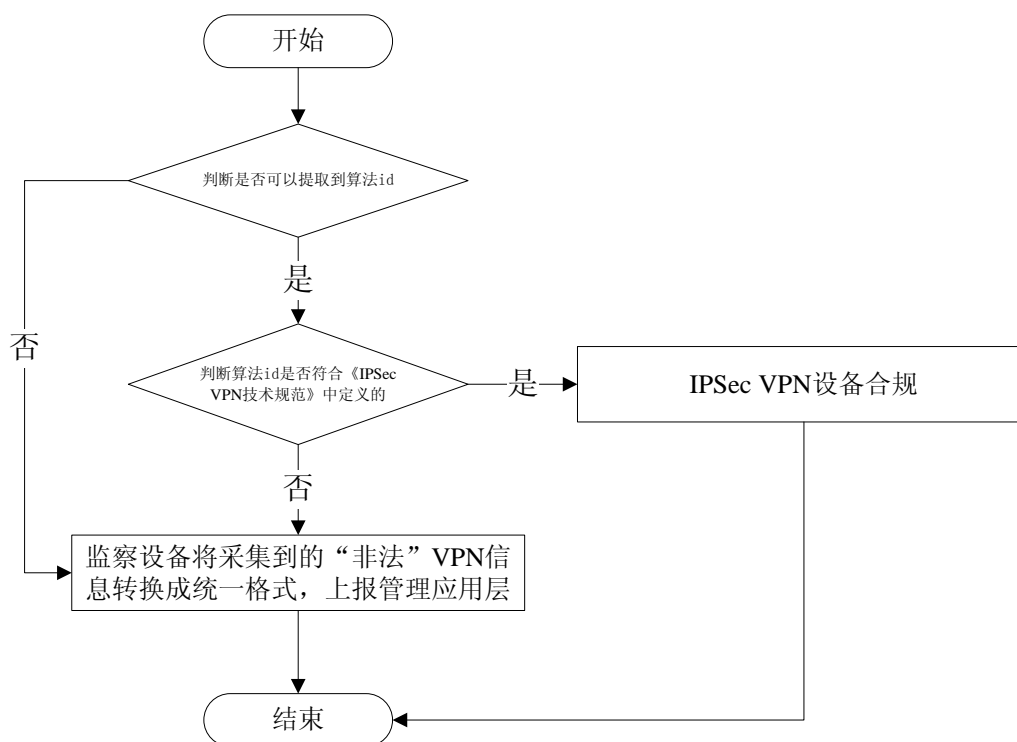 开始
判断是否可以提取到算法id
是
否
判断算法id是否符合《IPSec
VPN技术规范》中定义的
是
IPSec VPN设备合规
否
监察设备将采集到的“非法”VPN信
息转换成统一格式，上报管理应用层
结束